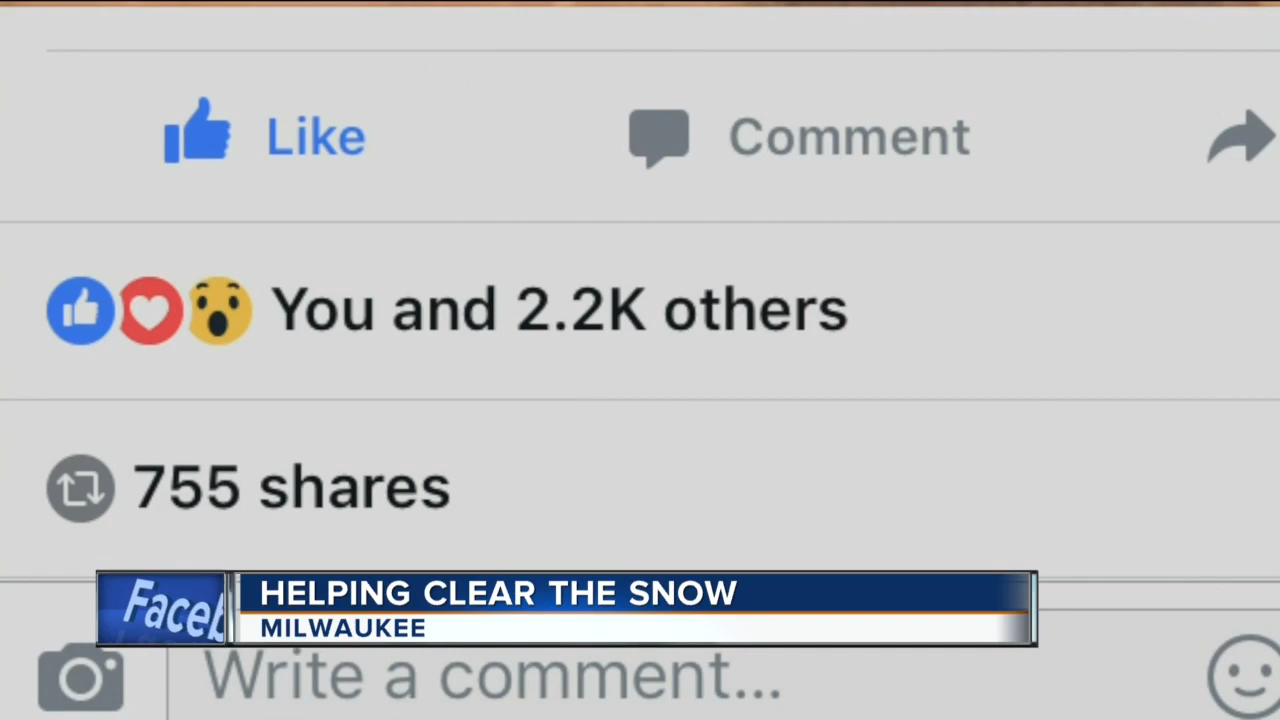 Like
Comment
You and 2.2K others
755 shares
HELPING CLEAR THE SNOW
MILWAUKEE
Write a comment...